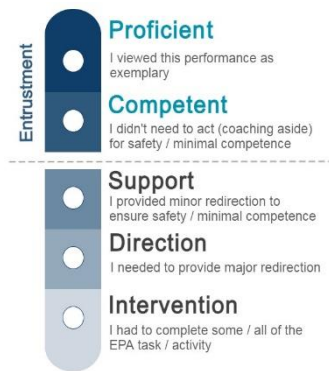 Entrustment
Proficient
I viewed this performance as
exemplary
Competent
I didn't need to act (coaching aside)
for safety / minimal competence
Support
I provided minor redirection to
ensure safety / minimal competence
Direction
I needed to provide major redirection
Intervention
I had to complete some / all of the
EPA task / activity